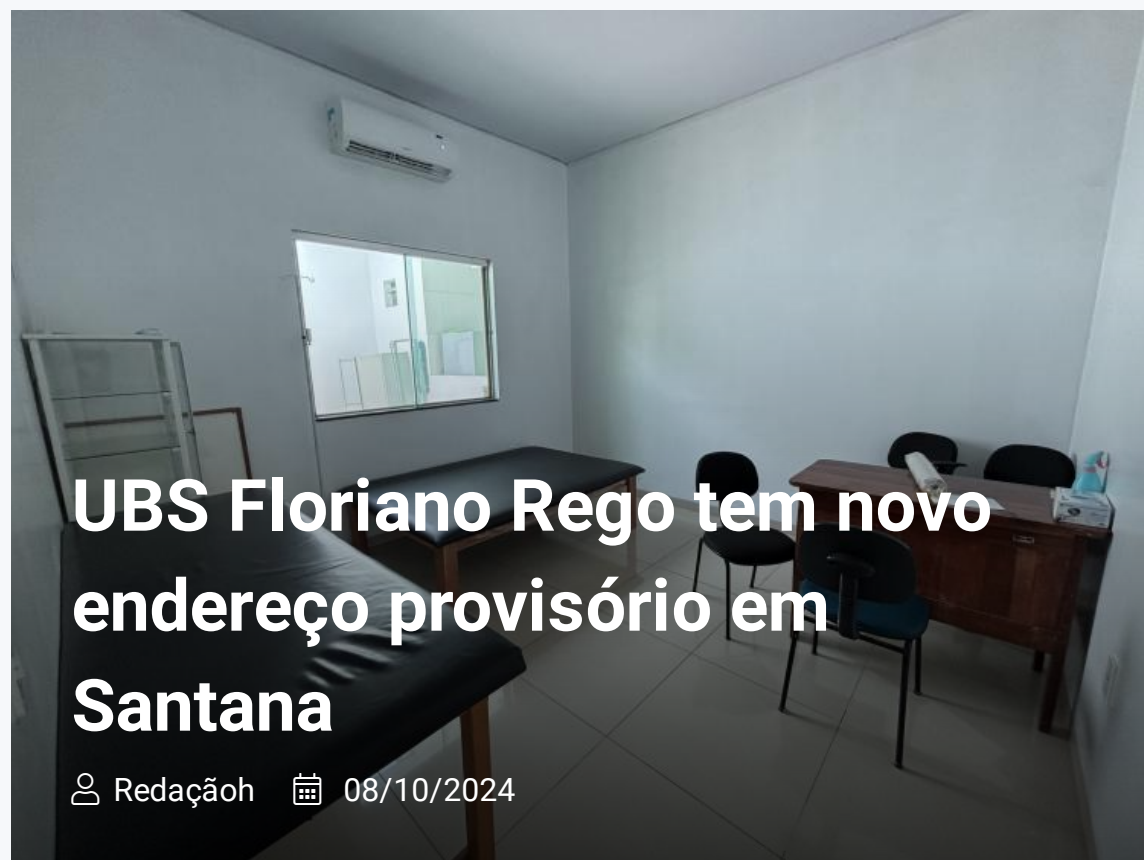 UBS Floriano Rego tem novo
endereço provisório em
Santana
Redaçãoh 08/10/2024